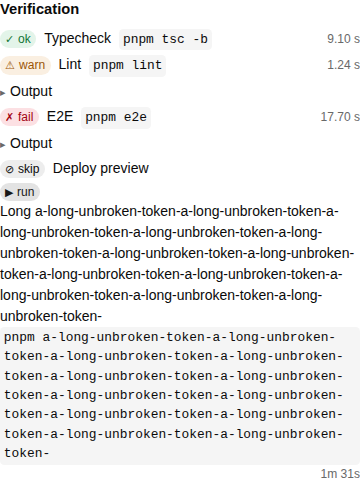 Verification
✓ ok Typecheck pnpm tsc -b 9.10 s
⚠ warn Lint pnpm lint 1.24 s
▸ Output
✗ fail E2E pnpm e2e 17.70 s
▸ Output
⊘ skip Deploy preview
▶ run
Long a-long-unbroken-token-a-long-unbroken-token-a-
long-unbroken-token-a-long-unbroken-token-a-long-
unbroken-token-a-long-unbroken-token-a-long-unbroken-
token-a-long-unbroken-token-a-long-unbroken-token-a-
long-unbroken-token-a-long-unbroken-token-a-long-
unbroken-token-
pnpm a-long-unbroken-token-a-long-unbroken-
token-a-long-unbroken-token-a-long-unbroken-
token-a-long-unbroken-token-a-long-unbroken-
token-a-long-unbroken-token-a-long-unbroken-
token-a-long-unbroken-token-a-long-unbroken-
token-a-long-unbroken-token-a-long-unbroken-
token-
1m 31s